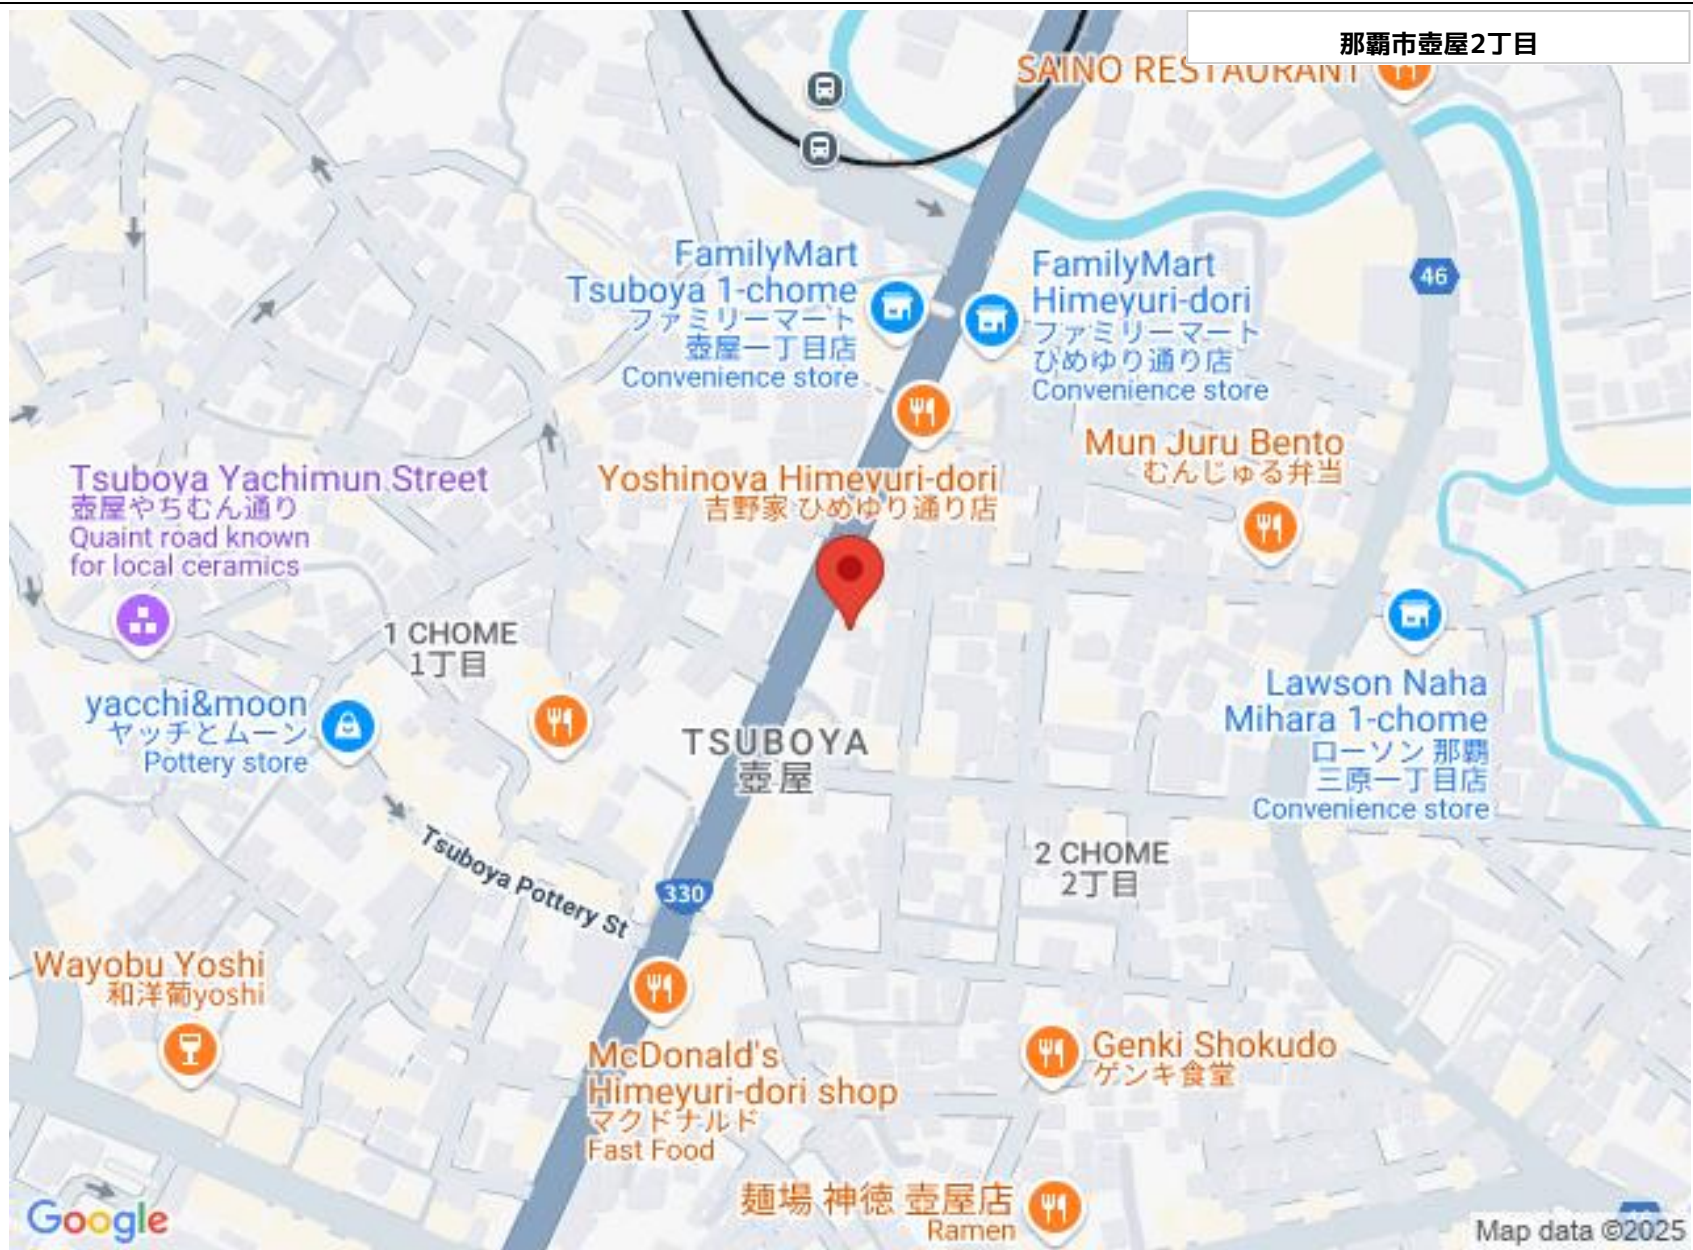 那覇市壺屋2丁目
SAINO RESTAURANT
46
FamilyMart
Tsuboya 1-chome
ファミリーマート
壺屋一丁目店
Convenience store
FamilyMart
Himeyuri-dori
ファミリーマート
ひめゆり通り店
Convenience store
Mun Juru Bento
むんじゅる弁当
Tsuboya Yachimun Street
壺屋やちむん通り
Quaint road known
for local ceramics
Yoshinoya Himeyuri-dori
吉野家 ひめゆり通り店
1 CHOME
1丁目
yacchi&moon
ヤッチとムーン
Pottery store
TSUBOYA
壺屋
Lawson Naha
Mihara 1-chome
ローソン 那覇
三原一丁目店
Convenience store
Tsuboya Pottery St
330
2 CHOME
2丁目
Wayobu Yoshi
和洋葡yoshi
McDonald's
Himeyuri-dori shop
マクドナルド
Fast Food
Genki Shokudo
ゲンキ食堂
麺場 神徳 壺屋店
Ramen
Google
Map data ©2025